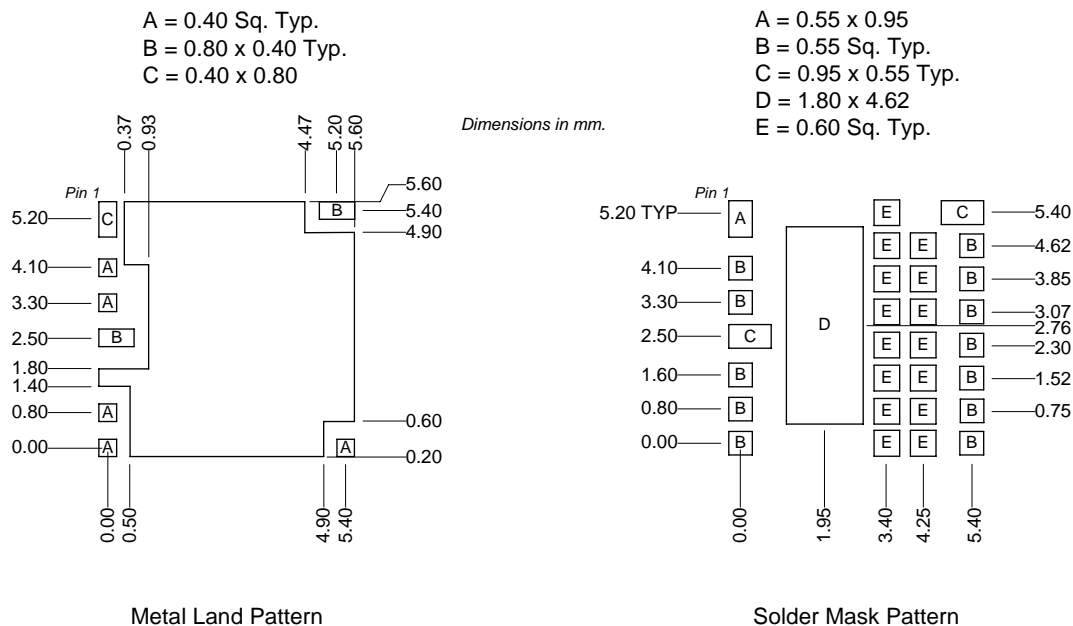 A = 0.40 Sq. Typ.
B = 0.80 x 0.40 Typ.
C = 0.40 x 0.80
A = 0.55 x 0.95
B = 0.55 Sq. Typ.
C = 0.95 x 0.55 Typ.
D = 1.80 x 4.62
E = 0.60 Sq. Typ.
Dimensions in mm.
0.37
0.93
4.47
5.20
5.60
Pin 1
5.20
C
B
5.60
5.40
4.90
4.10
A
3.30
A
2.50
B
1.80
1.40
0.80
A
0.60
0.00
A
A
0.20
0.00
0.50
4.90
5.40
Metal Land Pattern
Pin 1
5.20 TYP
A
E
C
5.40
E
E
B
4.62
4.10
B
E
E
B
3.85
3.30
B
E
E
B
3.07
D
2.76
2.50
C
E
E
B
2.30
1.60
B
E
E
B
1.52
0.80
B
E
E
B
0.75
0.00
B
E
E
B
0.00
1.95
3.40
4.25
5.40
Solder Mask Pattern